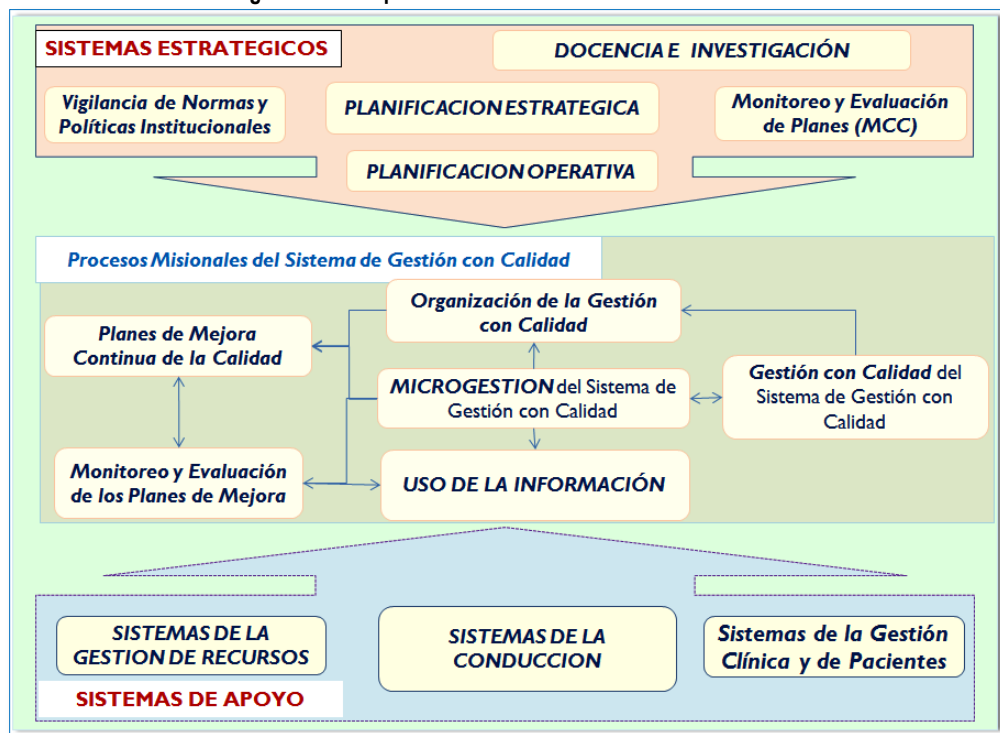 SISTEMAS ESTRATEGICOS
DOCENCIA E INVESTIGACIÓN
Vigilancia de Normas y
Políticas Institucionales
PLANIFICACION ESTRATEGICA
Monitoreo y Evaluación
de Planes (MCC)
PLANIFICACION OPERATIVA
Procesos Misionales del Sistema de Gestión con Calidad
Organización de la Gestión
con Calidad
Planes de Mejora
Continua de la Calidad
MICROGESTION del Sistema de
Gestión con Calidad
Gestión con Calidad del
Sistema de Gestión con
Calidad
Monitoreo y Evaluación
de los Planes de Mejora
USO DE LA INFORMACIÓN
SISTEMAS DE LA
GESTION DE RECURSOS
SISTEMAS DE LA
CONDUCCION
Sistemas de la Gestión
Clínica y de Pacientes
SISTEMAS DE APOYO